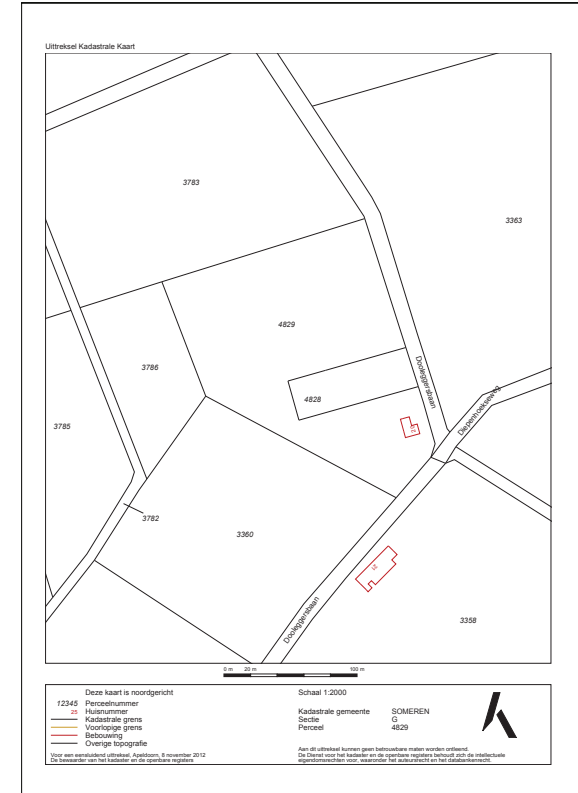 Uittreksel Kadastrale Kaart
3783
3363
4829
3786
Dooleggersbaan
4828
Diepenhoekseweg
3785
3782
3360
21
Dooleggersbaan
3358
0 m 20 m 100 m
Deze kaart is noordgericht
12345 Perceelnummer
25 Huisnummer
Kadastrale grens
Voorlopige grens
Bebouwing
Overige topografie
Voor een eensluidend uittreksel, Apeldoorn, 8 november 2012
De bewaarder van het kadaster en de openbare registers
Schaal 1:2000
Kadastrale gemeente SOMEREN
Sectie G
Perceel 4829
Aan dit uittreksel kunnen geen betrouwbare maten worden ontleend.
De Dienst voor het kadaster en de openbare registers behoudt zich de intellectuele
eigendomsrechten voor, waaronder het auteursrecht en het databankenrecht.